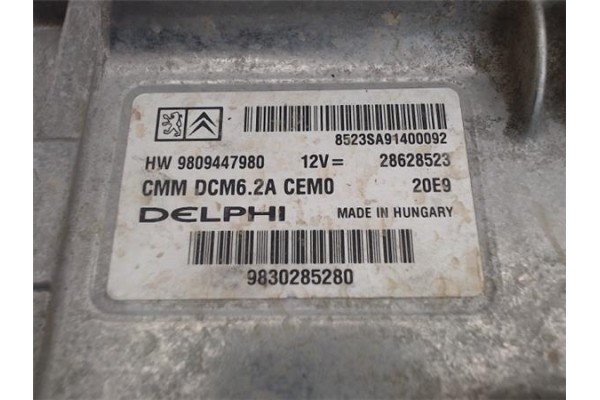 8523SA91400092
HW 9809447980 12V= 28628523
CMM DCM6.2A CEM0 20E9
DELPHI MADE IN HUNGARY
9830285280